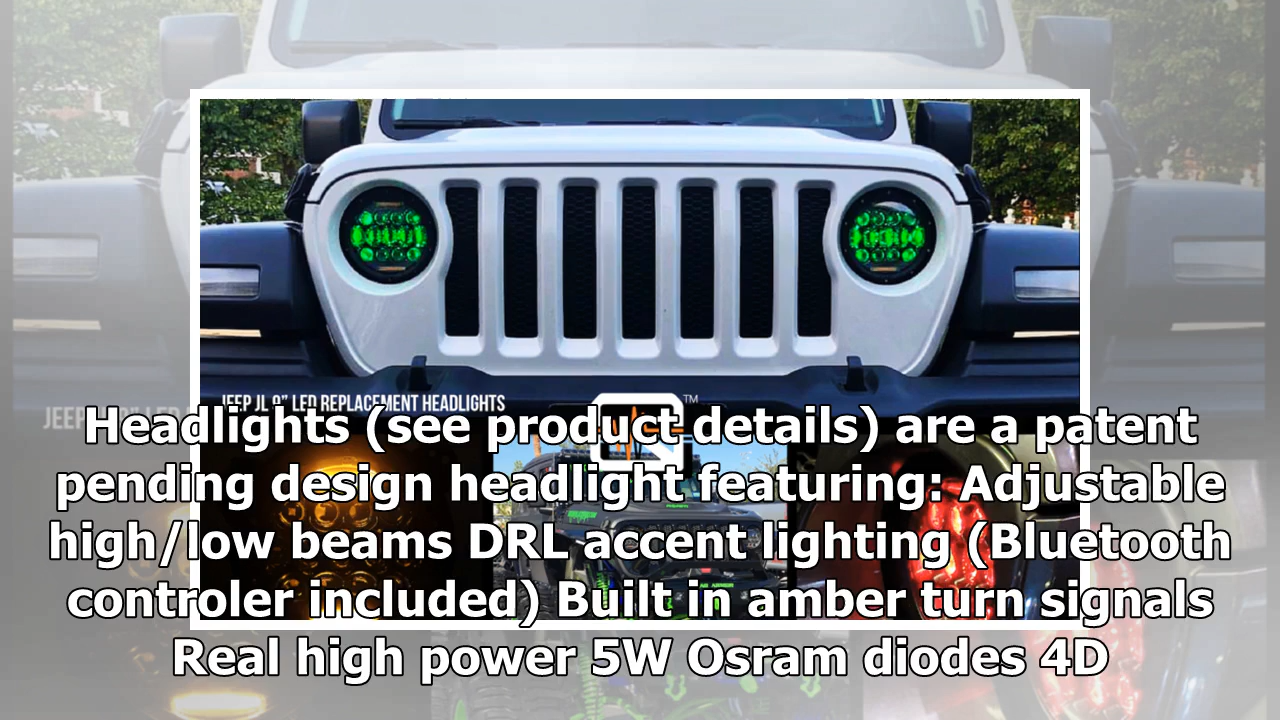 JEEP JL 9" LED REPLACEMENT HEADLIGHTS
TM
Headlights (see product details) are a patent
pending design headlight featuring: Adjustable
high/low beams DRL accent lighting (Bluetooth
controler included) Built in amber turn signals
Real high power 5W Osram diodes 4D